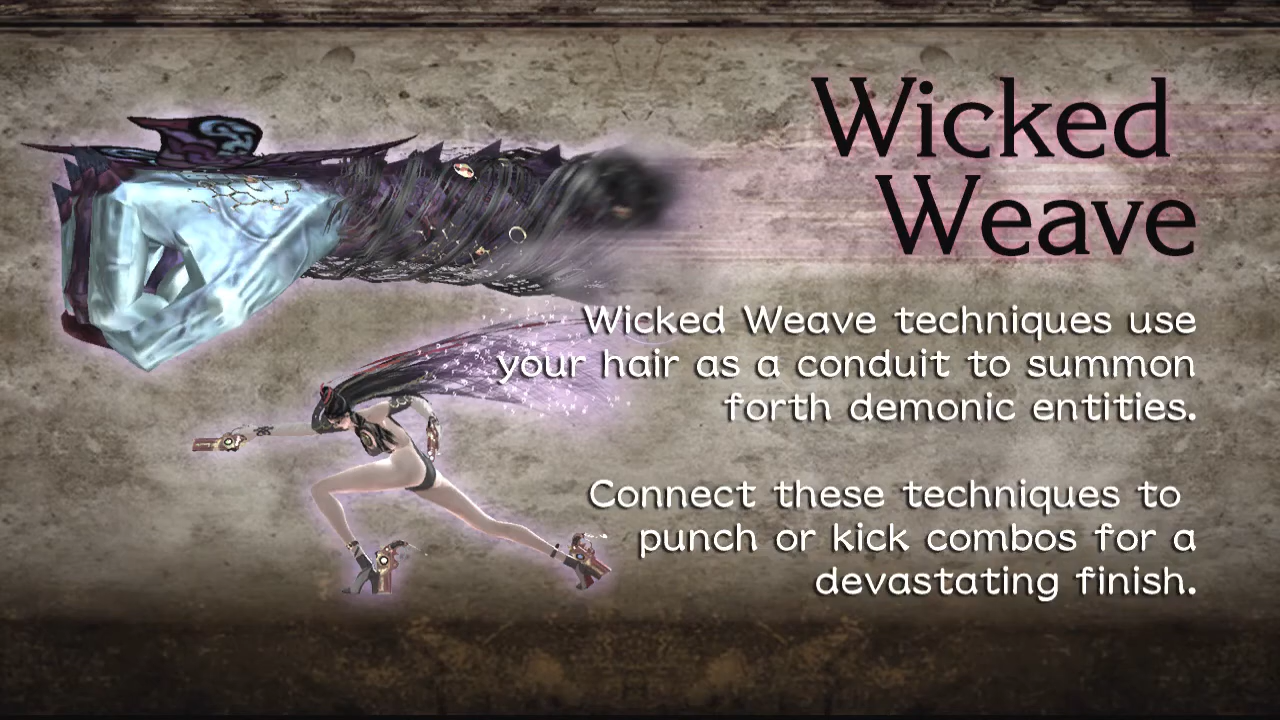 Wicked
Weave
Wicked Weave techniques use
your hair as a conduit to summon
forth demonic entities.
Connect these techniques to
punch or kick combos for a
devastating finish.